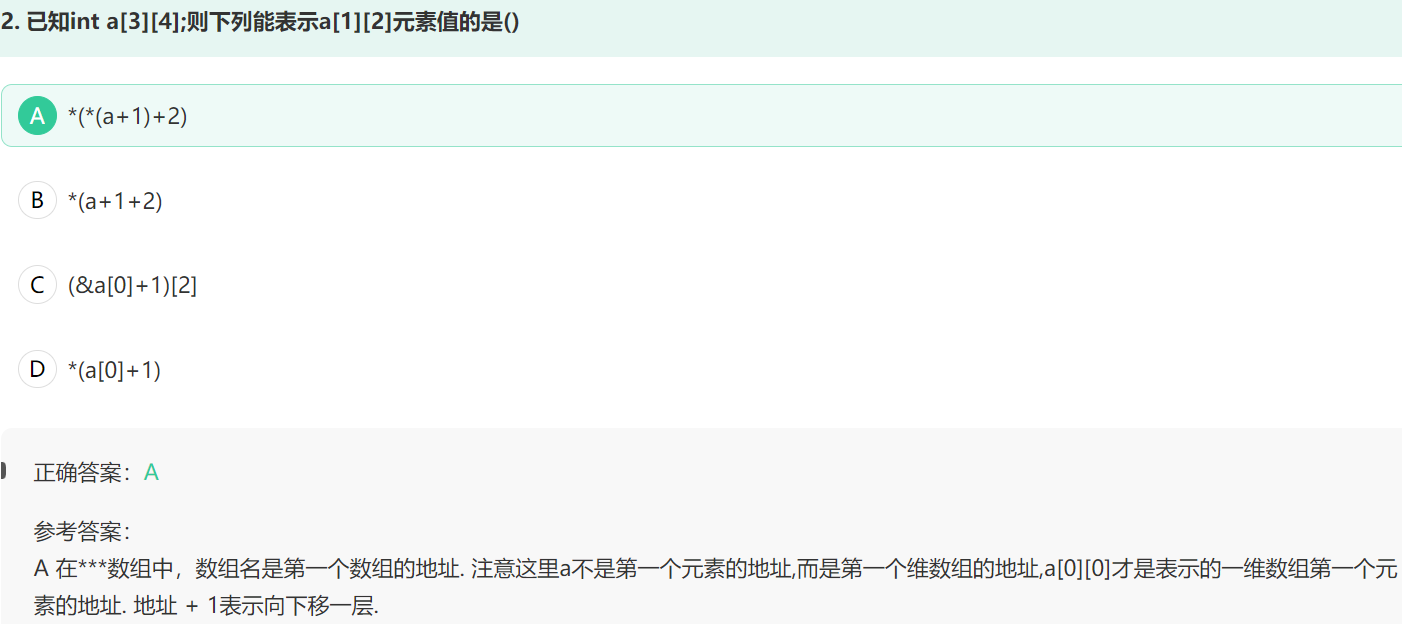 2. 已知int a[3][4];则下列能表示a[1][2]元素值的是()
A *(*(a+1)+2)
B *(a+1+2)
C (&a[0]+1)[2]
D *(a[0]+1)
正确答案：A
参考答案：
A 在***数组中，数组名是第一个数组的地址. 注意这里a不是第一个元素的地址,而是第一个维数组的地址,a[0][0]才是表示的一维数组第一个元
素的地址. 地址 + 1表示向下移一层.